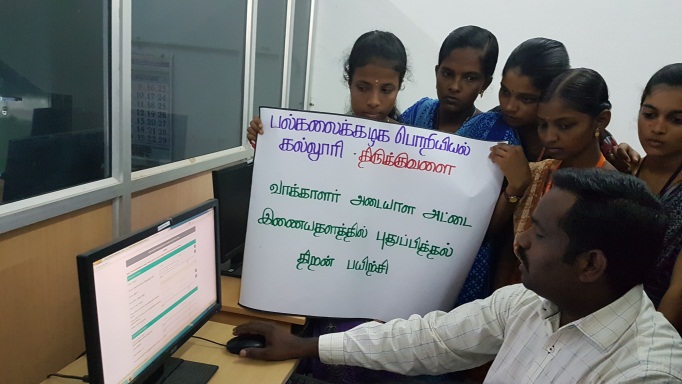 பல்கலைக்கழக பொறியியல்
கல்லூரி திருக்குவளை
வாக்காளர் அடையாள அட்டை
இணையதளத்தில் புதுப்பித்தல்
திறன் பயிற்சி